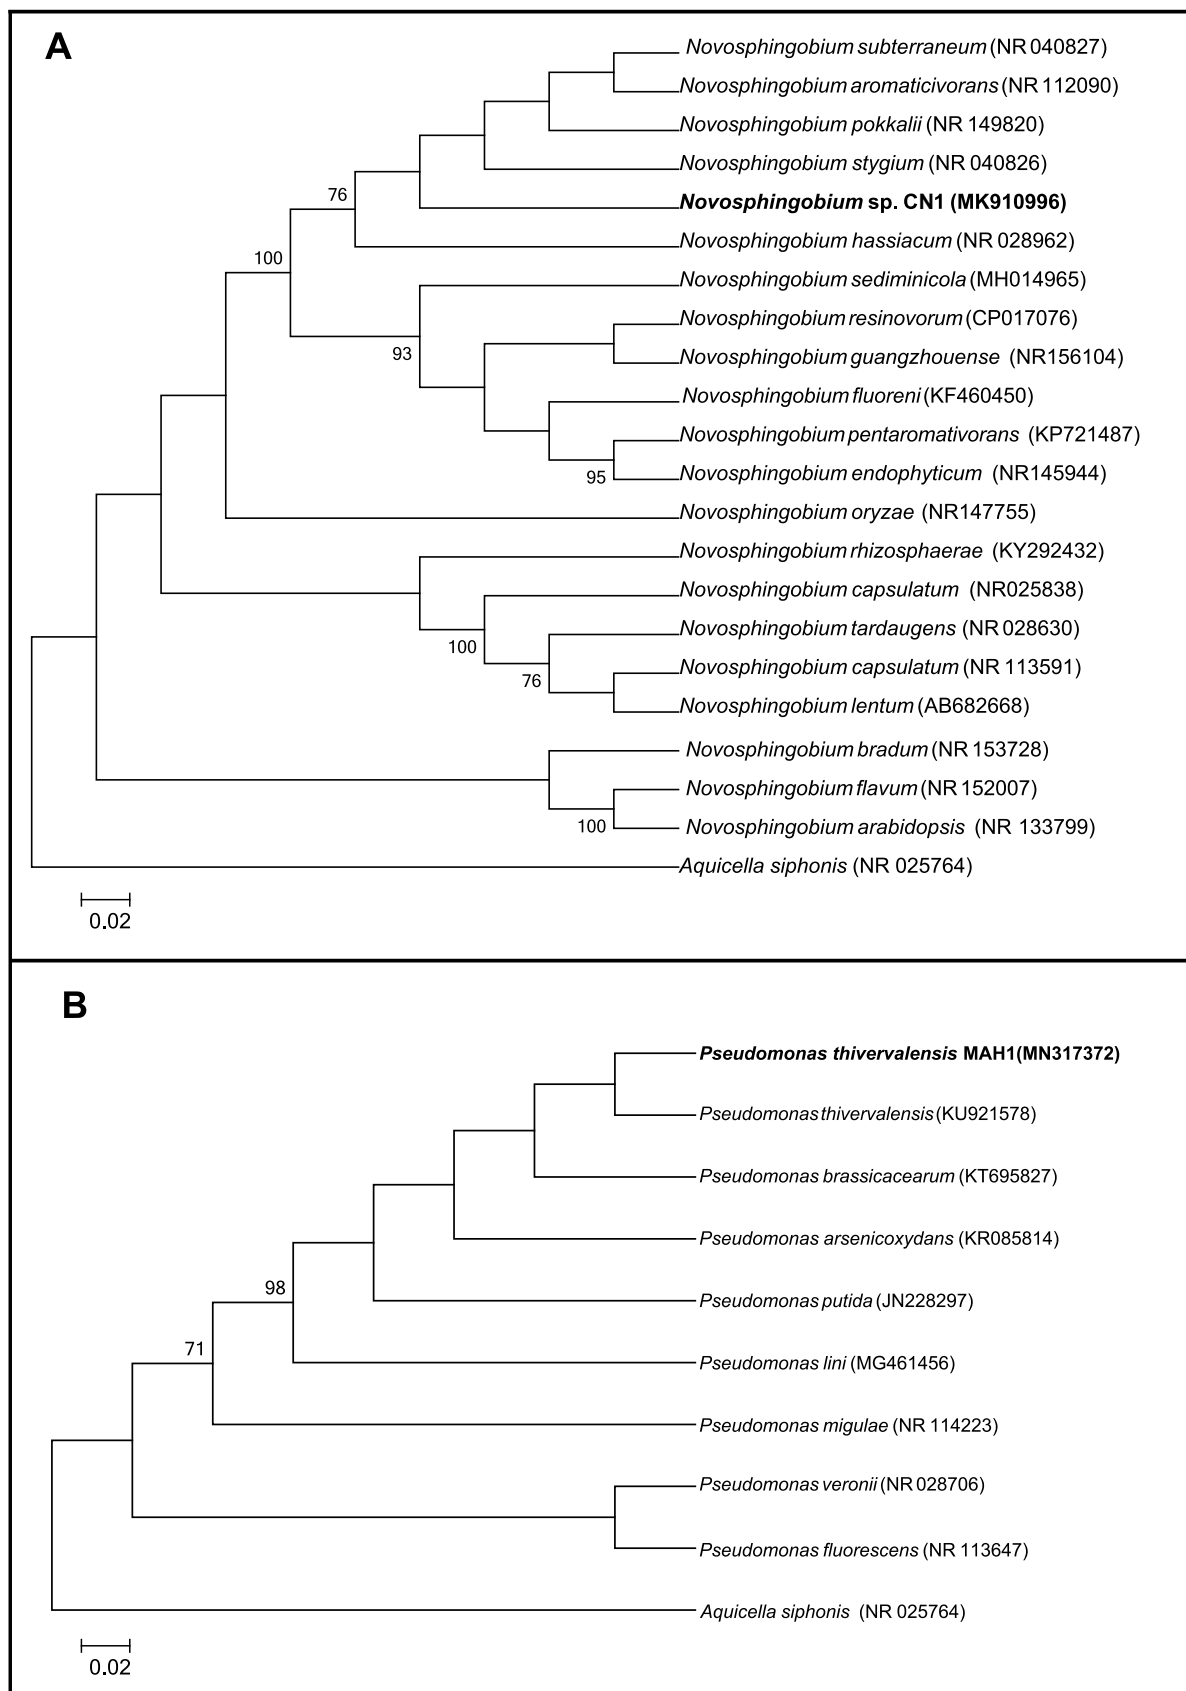 A
Novosphingobium subterraneum (NR 040827)
Novosphingobium aromaticivorans (NR 112090)
Novosphingobium pokkalii (NR 149820)
Novosphingobium stygium (NR 040826)
76
Novosphingobium sp. CN1 (MK910996)
Novosphingobium hassiacum (NR 028962)
100
Novosphingobium sediminicola (MH014965)
Novosphingobium resinovorum (CP017076)
93
Novosphingobium guangzhouense (NR156104)
Novosphingobium fluoreni (KF460450)
Novosphingobium pentaromativorans (KP721487)
95
Novosphingobium endophyticum (NR145944)
Novosphingobium oryzae (NR147755)
Novosphingobium rhizosphaerae (KY292432)
Novosphingobium capsulatum (NR025838)
Novosphingobium tardaugens (NR 028630)
100
Novosphingobium capsulatum (NR 113591)
76
Novosphingobium lentum (AB682668)
Novosphingobium bradum (NR 153728)
Novosphingobium flavum (NR 152007)
100
Novosphingobium arabidopsis (NR 133799)
Aquicella siphonis (NR 025764)
0.02
B
Pseudomonas thivervalensis MAH1(MN317372)
Pseudomonas thivervalensis (KU921578)
Pseudomonas brassicacearum (KT695827)
Pseudomonas arsenicoxydans (KR085814)
98
Pseudomonas putida (JN228297)
71
Pseudomonas lini (MG461456)
Pseudomonas migulae (NR 114223)
Pseudomonas veronii (NR 028706)
Pseudomonas fluorescens (NR 113647)
Aquicella siphonis (NR 025764)
0.02